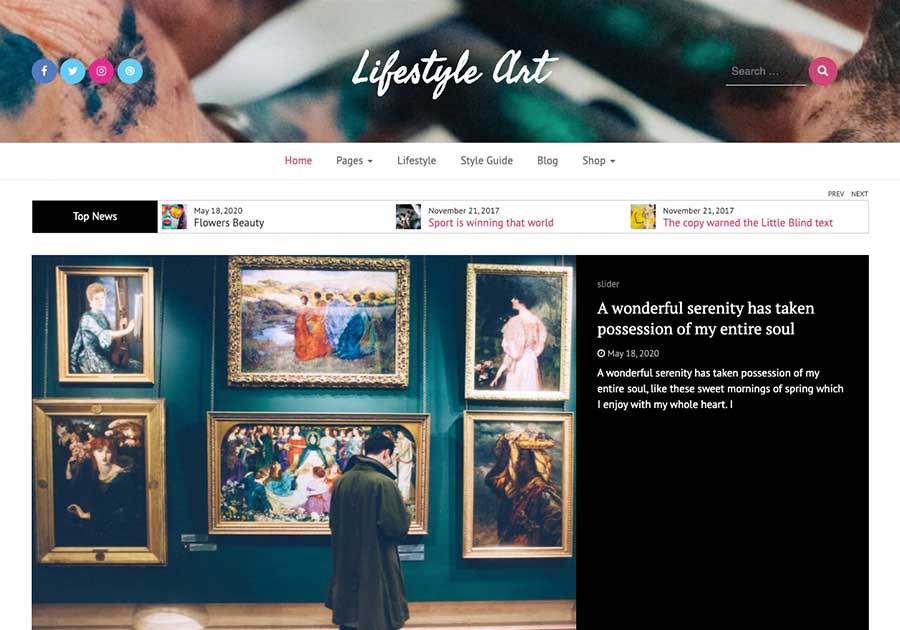 Lifestyle Art
Search ...
Home Pages Lifestyle Style Guide Blog Shop
PREV NEXT
Top News
May 18, 2020
Flowers Beauty
November 21, 2017
Sport is winning that world
November 21, 2017
The copy warned the Little Blind text
slider
A wonderful serenity has taken
possession of my entire soul
May 18, 2020
A wonderful serenity has taken possession of my
entire soul, like these sweet mornings of spring which
I enjoy with my whole heart. I